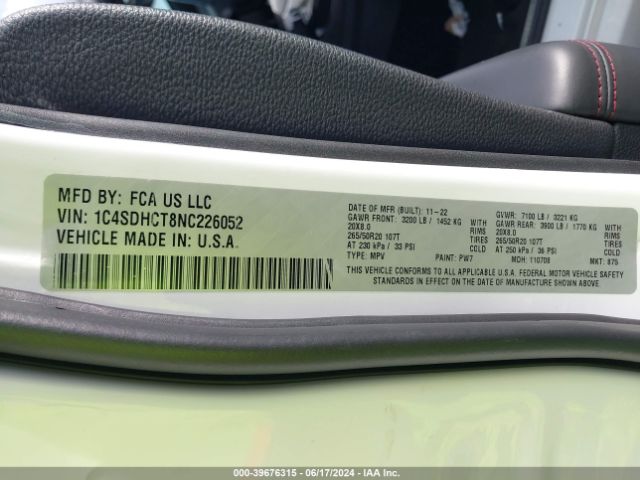 MFD BY: FCA US LLC
VIN: 1C4SDHCT8NC226052
VEHICLE MADE IN: U.S.A.
DATE OF MFR (BUILT): 11-22 GVWR: 7100 LB / 3221 KG
GAWR FRONT: 3200 LB / 1452 KG WITH GAWR REAR: 3900 LB / 1770 KG WITH
20X8.0 RIMS 20X8.0 RIMS
265/50R20 107T TIRES 265/50R20 107T TIRES
AT 230 kPa / 33 PSI COLD AT 250 kPa / 36 PSI COLD
TYPE: MPV PAINT: PW7 MDH: 110708 MKT: 875
THIS VEHICLE CONFORMS TO ALL APPLICABLE U.S.A. FEDERAL MOTOR VEHICLE SAFETY
STANDARDS IN EFFECT ON THE DATE OF MANUFACTURE SHOWN ABOVE
000-39676315 - 06/17/2024 - IAA Inc.